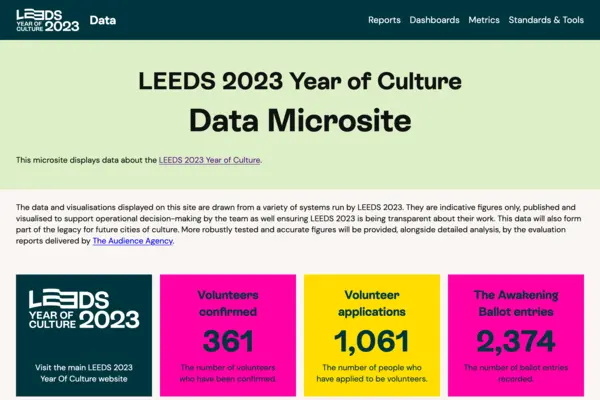 LEEDS
YEAR OF
CULTURE 2023
Data
Reports Dashboards Metrics Standards & Tools
LEEDS 2023 Year of Culture
Data Microsite
This microsite displays data about the LEEDS 2023 Year of Culture.
The data and visualisations displayed on this site are drawn from a variety of systems run by LEEDS 2023. They are indicative figures only, published and
visualised to support operational decision-making by the team as well ensuring LEEDS 2023 is being transparent about their work. This data will also form
part of the legacy for future cities of culture. More robustly tested and accurate figures will be provided, alongside detailed analysis, by the evaluation
reports delivered by The Audience Agency.
LEEDS
YEAR OF
CULTURE 2023
Visit the main LEEDS 2023
Year Of Culture website
Volunteers
confirmed
361
The number of volunteers
who have been confirmed.
Volunteer
applications
1,061
The number of people who
have applied to be volunteers.
The Awakening
Ballot entries
2,374
The number of ballot entries
recorded.